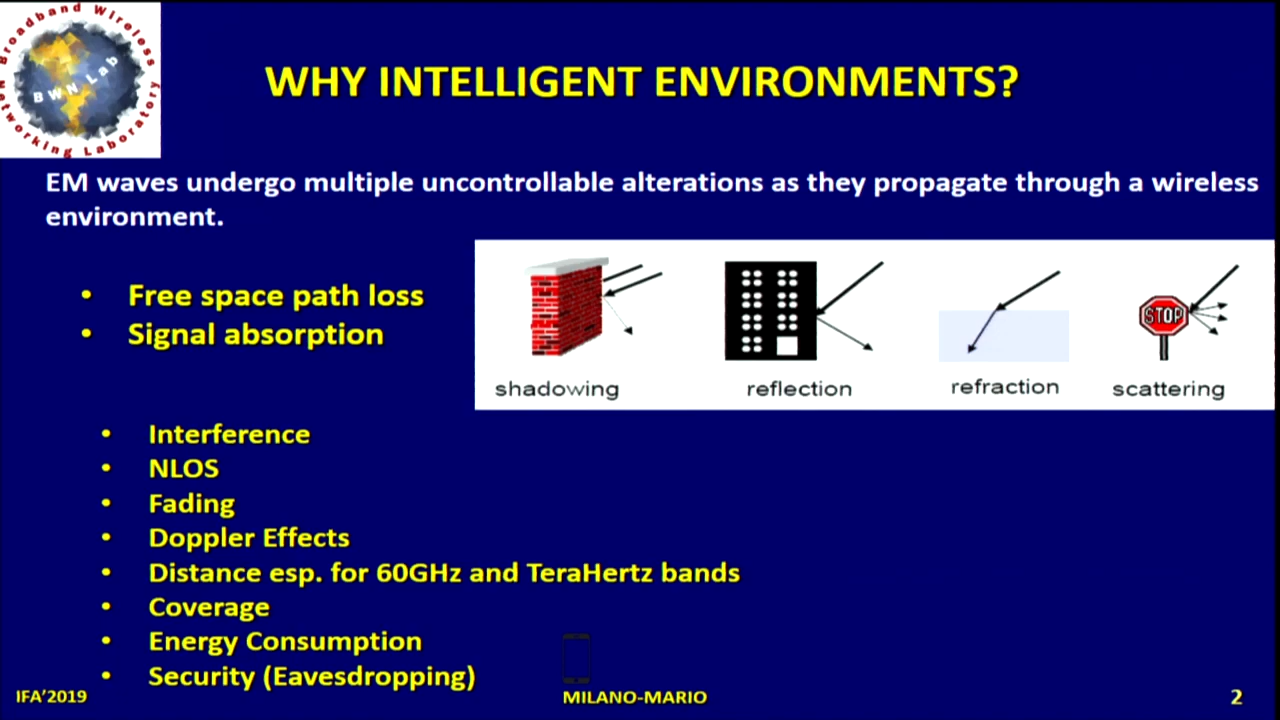 Broadband Wireless
Networking Laboratory
BWN Lab
WHY INTELLIGENT ENVIRONMENTS?
EM waves undergo multiple uncontrollable alterations as they propagate through a wireless
environment.
• Free space path loss
• Signal absorption
STOP
shadowing
reflection
refraction
scattering
• Interference
• NLOS
• Fading
• Doppler Effects
• Distance esp. for 60GHz and TeraHertz bands
• Coverage
• Energy Consumption
• Security (Eavesdropping)
IFA’2019
MILANO-MARIO
2